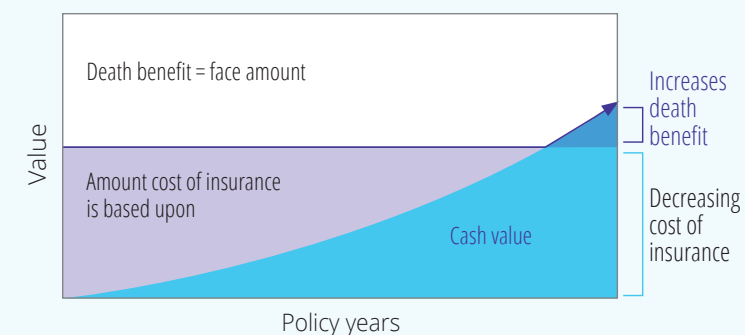 Death benefit = face amount
Increases
death
benefit
Value
Amount cost of insurance
is based upon
Cash value
Decreasing
cost of
insurance
Policy years